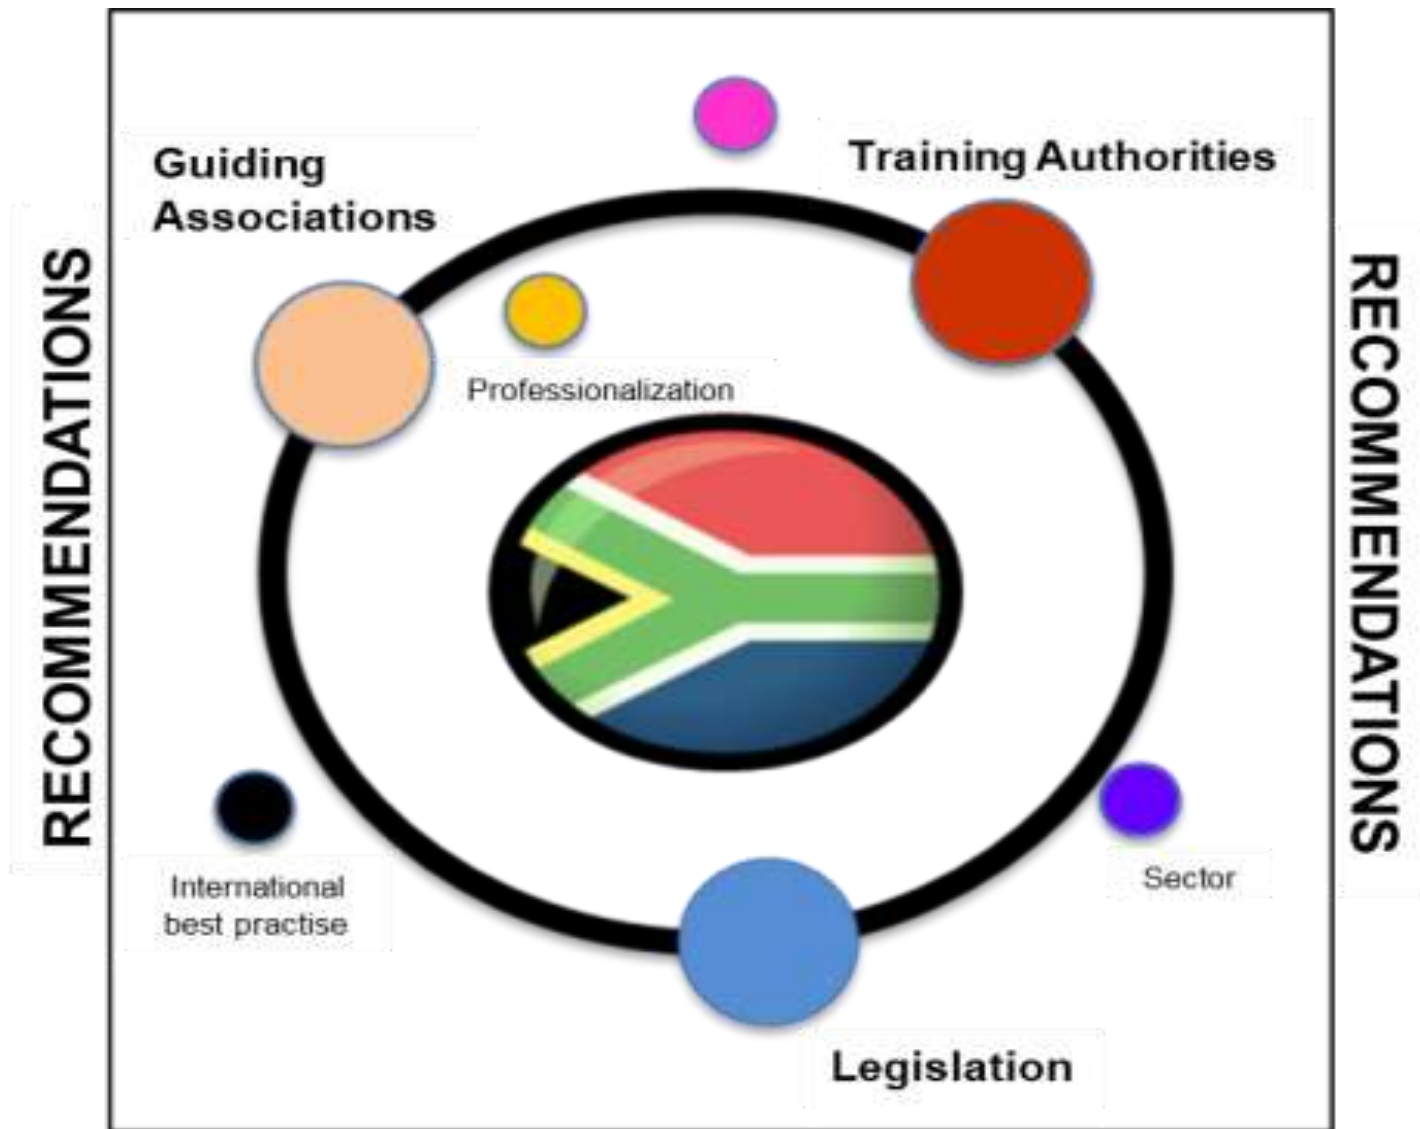 Guiding
Associations
Training Authorities
RECOMMENDATIONS
RECOMMENDATIONS
Professionalization
International
best practise
Sector
Legislation